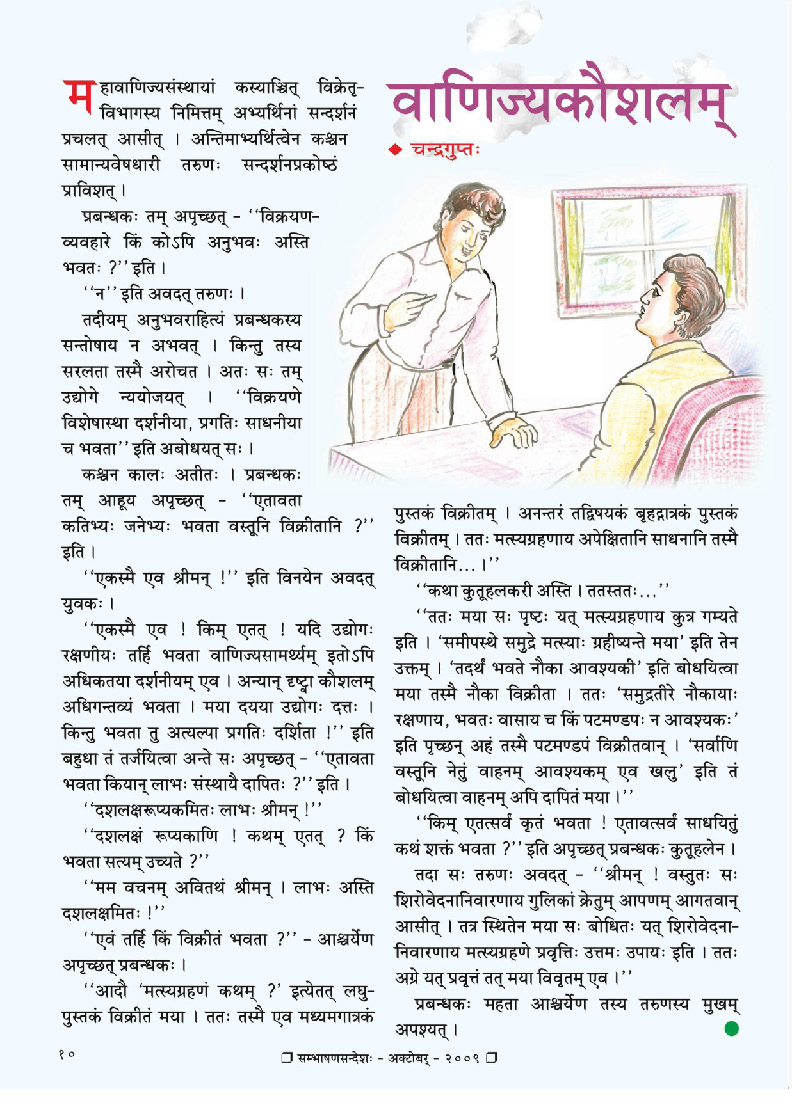 वाणिज्यकौशलम्
◆ चन्द्रगुप्तः
महावाणिज्यसंस्थायां कस्याञ्चित् विक्रेतृ-
विभागस्य निमित्तम् अभ्यर्थिनां सन्दर्शनं
प्रचलत् आसीत् । अन्तिमाभ्यर्थित्वेन कश्चन
सामान्यवेषधारी तरुणः सन्दर्शनप्रकोष्ठं
प्राविशत् ।
प्रबन्धकः तम् अपृच्छत् - ‘‘विक्रयण-
व्यवहारे किं कोऽपि अनुभवः अस्ति
भवतः ?’’ इति ।
‘‘न’’ इति अवदत् तरुणः ।
तदीयम् अनुभवराहित्यं प्रबन्धकस्य
सन्तोषाय न अभवत् । किन्तु तस्य
सरलता तस्मै अरोचत । अतः सः तम्
उद्योगे न्ययोजयत् । ‘‘विक्रयणे
विशेषास्था दर्शनीया, प्रगतिः साधनीया
च भवता’’ इति अबोधयत् सः ।
कश्चन कालः अतीतः । प्रबन्धकः
तम् आहूय अपृच्छत् - ‘‘एतावता
कतिभ्यः जनेभ्यः भवता वस्तूनि विक्रीतानि ?’’
इति ।
‘‘एकस्मै एव श्रीमन् !’’ इति विनयेन अवदत्
युवकः ।
‘‘एकस्मै एव ! किम् एतत् ! यदि उद्योगः
रक्षणीयः तर्हि भवता वाणिज्यसामर्थ्यम् इतोऽपि
अधिकतया दर्शनीयम् एव । अन्यान् दृष्ट्वा कौशलम्
अधिगन्तव्यं भवता । मया दयया उद्योगः दत्तः ।
किन्तु भवता तु अत्यल्पा प्रगतिः दर्शिता !’’ इति
बहुधा तं तर्जयित्वा अन्ते सः अपृच्छत् - ‘‘एतावता
भवता कियान् लाभः संस्थायै दापितः ?’’ इति ।
‘‘दशलक्षरूप्यकमितः लाभः श्रीमन् !’’
‘‘दशलक्षं रूप्यकाणि ! कथम् एतत् ? किं
भवता सत्यम् उच्यते ?’’
‘‘मम वचनम् अवितथं श्रीमन् । लाभः अस्ति
दशलक्षमितः !’’
‘‘एवं तर्हि किं विक्रीतं भवता ?’’ - आश्चर्येण
अपृच्छत् प्रबन्धकः ।
‘‘आदौ ‘मत्स्यग्रहणं कथम् ?’ इत्येतत् लघु-
पुस्तकं विक्रीतं मया । ततः तस्मै एव मध्यमगात्रकं
पुस्तकं विक्रीतम् । अनन्तरं तद्विषयकं बृहद्गात्रकं पुस्तकं
विक्रीतम् । ततः मत्स्यग्रहणाय अपेक्षितानि साधनानि तस्मै
विक्रीतानि... ।’’
‘‘कथा कुतूहलकरी अस्ति । ततस्ततः...’’
‘‘ततः मया सः पृष्टः यत् मत्स्यग्रहणाय कुत्र गम्यते
इति । ‘समीपस्थे समुद्रे मत्स्याः ग्रहीष्यन्ते मया’ इति तेन
उक्तम् । ‘तदर्थं भवते नौका आवश्यकी’ इति बोधयित्वा
मया तस्मै नौका विक्रीता । ततः ‘समुद्रतीरे नौकायाः
रक्षणाय, भवतः वासाय च किं पटमण्डपः न आवश्यकः’
इति पृच्छन् अहं तस्मै पटमण्डपं विक्रीतवान् । ‘सर्वाणि
वस्तूनि नेतुं वाहनम् आवश्यकम् एव खलु’ इति तं
बोधयित्वा वाहनम् अपि दापितं मया ।’’
‘‘किम् एतत्सर्वं कृतं भवता ! एतावत्सर्वं साधयितुं
कथं शक्तं भवता ?’’ इति अपृच्छत् प्रबन्धकः कुतूहलेन ।
तदा सः तरुणः अवदत् - ‘‘श्रीमन् ! वस्तुतः सः
शिरोवेदनानिवारणाय गुलिकां क्रेतुम् आपणम् आगतवान्
आसीत् । तत्र स्थितेन मया सः बोधितः यत् शिरोवेदना-
निवारणाय मत्स्यग्रहणे प्रवृत्तिः उत्तमः उपायः इति । ततः
अग्रे यत् प्रवृत्तं तत् मया विवृतम् एव ।’’
प्रबन्धकः महता आश्चर्येण तस्य तरुणस्य मुखम्
अपश्यत् ।
१०
❐ सम्भाषणसन्देशः - अक्टोबर् - २००९ ❐